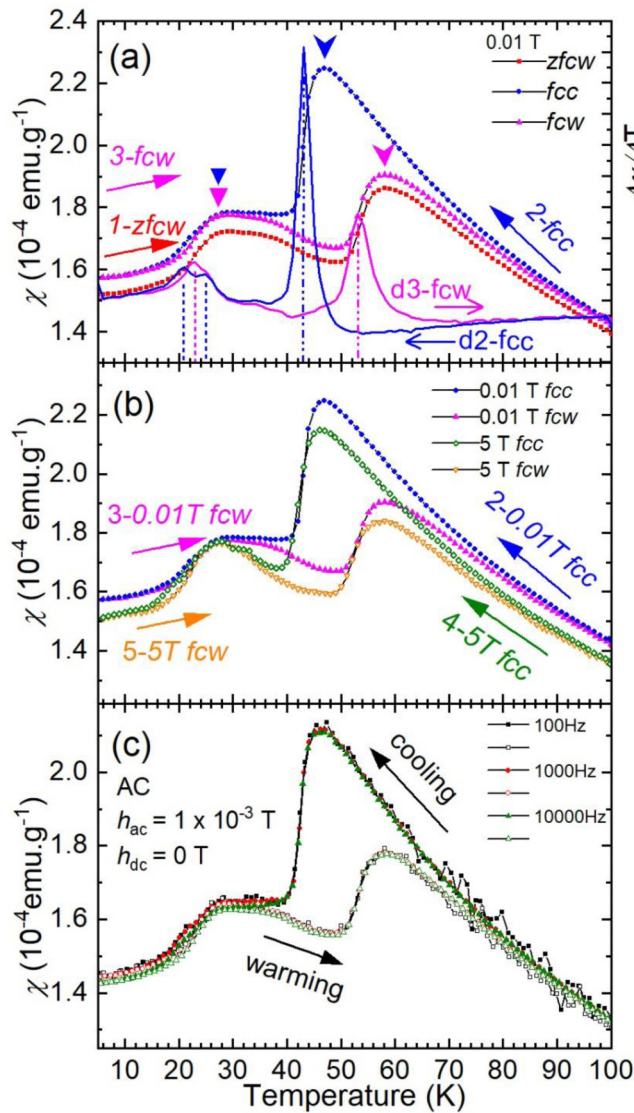 (a)
0.01 T
zfcw
fcc
fcw
2.4
2.2
2.0
1.8
1.6
1.4
χ (10⁻⁴ emu.g⁻¹)
3-fcw
1-zfcw
2-fcc
d3-fcw
d2-fcc
(b)
0.01 T fcc
0.01 T fcw
5 T fcc
5 T fcw
2.2
2.0
1.8
1.6
1.4
χ (10⁻⁴ emu.g⁻¹)
3-0.01T fcw
2-0.01T fcc
5-5T fcw
4-5T fcc
(c)
100Hz
1000Hz
10000Hz
AC
h_ac = 1 x 10⁻³ T
h_dc = 0 T
cooling
warming
2.0
1.8
1.6
1.4
χ (10⁻⁴emu.g⁻¹)
10 20 30 40 50 60 70 80 90 100
Temperature (K)